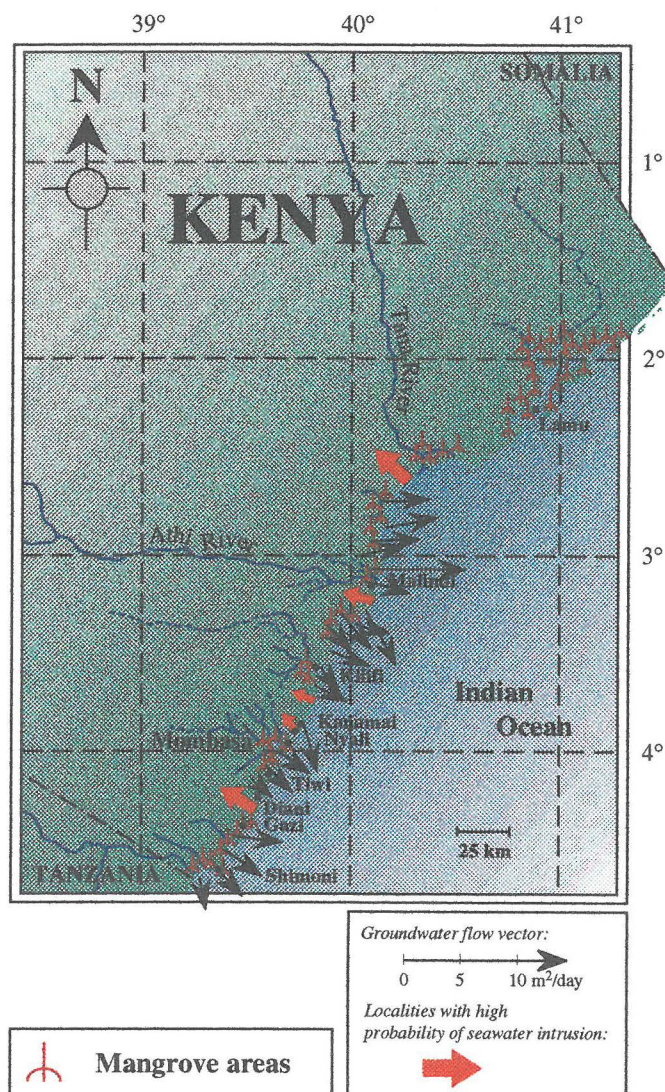 39° 40° 41°
SOMALIA
N
1°
KENYA
Tana River
2°
Lamu
Athi River
3°
Malindi
Kilifi
Indian
Ocean
Kanamai
Mombasa
Nyali
4°
Tiwi
Diani
Gazi
25 km
TANZANIA
Shimoni
Groundwater flow vector:
0 5 10 m²/day
Localities with high
probability of seawater intrusion:
Mangrove areas